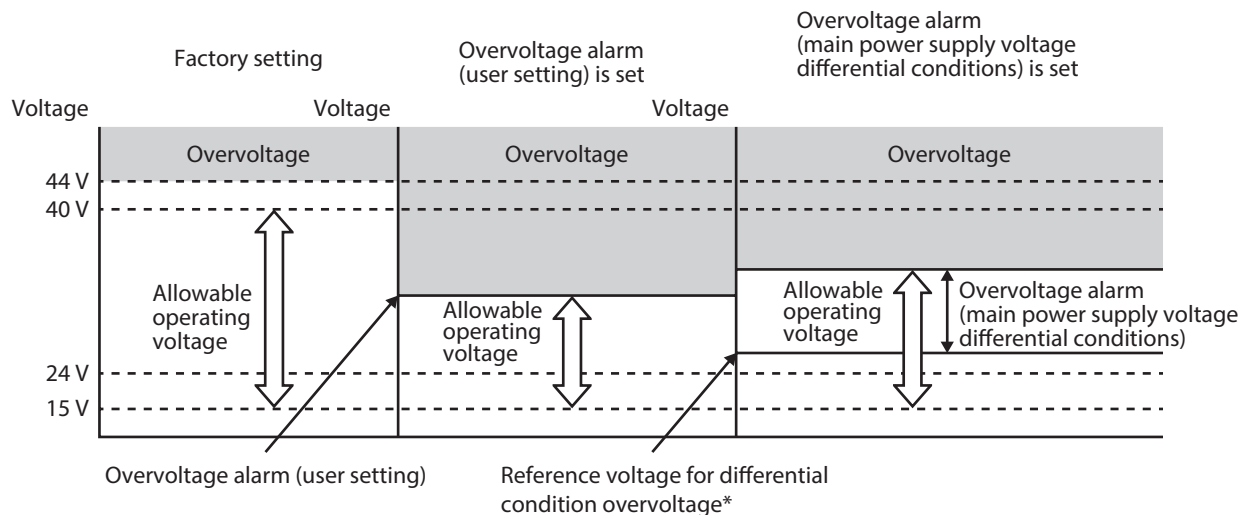 Factory setting
Overvoltage alarm
(user setting) is set
Overvoltage alarm
(main power supply voltage
differential conditions) is set
Voltage
Voltage
Voltage
Overvoltage
Overvoltage
Overvoltage
44 V
40 V
Allowable
operating
voltage
Allowable
operating
voltage
Allowable
operating
voltage
Overvoltage alarm
(main power supply voltage
differential conditions)
24 V
15 V
Overvoltage alarm (user setting)
Reference voltage for differential
condition overvoltage*